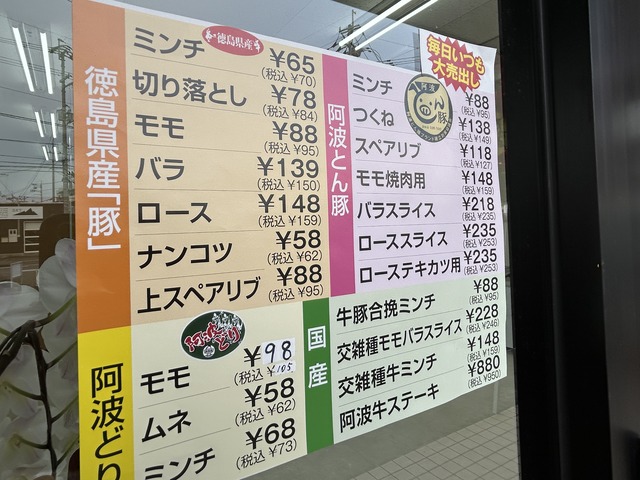 徳島県産「豚」
徳島県産
ミンチ ¥65 (税込 ¥70)
切り落とし ¥78 (税込 ¥84)
モモ ¥88 (税込 ¥95)
バラ ¥139 (税込 ¥150)
ロース ¥148 (税込 ¥159)
ナンコツ ¥58 (税込 ¥62)
上スペアリブ ¥88 (税込 ¥95)
毎日いつも
大売出し
阿波とん豚
阿波
とん豚
ミンチ ¥88 (税込 ¥95)
つくね ¥138 (税込 ¥149)
スペアリブ ¥118 (税込 ¥127)
モモ焼肉用 ¥148 (税込 ¥159)
バラスライス ¥218 (税込 ¥235)
ローススライス ¥235 (税込 ¥253)
ローステキカツ用 ¥235 (税込 ¥253)
阿波どり
阿波どり
モモ ¥98 (税込 ¥105
ムネ ¥58 (税込 ¥62)
ミンチ ¥68 (税込 ¥73)
国産
牛豚合挽ミンチ ¥88 (税込 ¥95)
交雑種モモバラスライス ¥228 (税込 ¥246)
交雑種牛ミンチ ¥148 (税込 ¥159)
阿波牛ステーキ ¥880 (税込 ¥950)